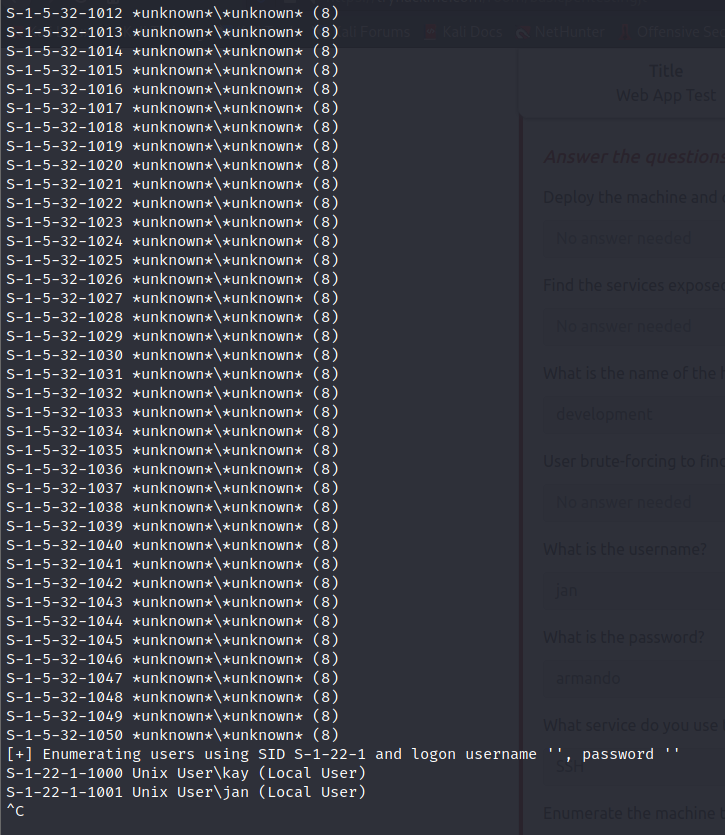 S-1-5-32-1012 *unknown*\*unknown* (8)
S-1-5-32-1013 *unknown*\*unknown* (8)
S-1-5-32-1014 *unknown*\*unknown* (8)
S-1-5-32-1015 *unknown*\*unknown* (8)
S-1-5-32-1016 *unknown*\*unknown* (8)
S-1-5-32-1017 *unknown*\*unknown* (8)
S-1-5-32-1018 *unknown*\*unknown* (8)
S-1-5-32-1019 *unknown*\*unknown* (8)
S-1-5-32-1020 *unknown*\*unknown* (8)
S-1-5-32-1021 *unknown*\*unknown* (8)
S-1-5-32-1022 *unknown*\*unknown* (8)
S-1-5-32-1023 *unknown*\*unknown* (8)
S-1-5-32-1024 *unknown*\*unknown* (8)
S-1-5-32-1025 *unknown*\*unknown* (8)
S-1-5-32-1026 *unknown*\*unknown* (8)
S-1-5-32-1027 *unknown*\*unknown* (8)
S-1-5-32-1028 *unknown*\*unknown* (8)
S-1-5-32-1029 *unknown*\*unknown* (8)
S-1-5-32-1030 *unknown*\*unknown* (8)
S-1-5-32-1031 *unknown*\*unknown* (8)
S-1-5-32-1032 *unknown*\*unknown* (8)
S-1-5-32-1033 *unknown*\*unknown* (8)
S-1-5-32-1034 *unknown*\*unknown* (8)
S-1-5-32-1035 *unknown*\*unknown* (8)
S-1-5-32-1036 *unknown*\*unknown* (8)
S-1-5-32-1037 *unknown*\*unknown* (8)
S-1-5-32-1038 *unknown*\*unknown* (8)
S-1-5-32-1039 *unknown*\*unknown* (8)
S-1-5-32-1040 *unknown*\*unknown* (8)
S-1-5-32-1041 *unknown*\*unknown* (8)
S-1-5-32-1042 *unknown*\*unknown* (8)
S-1-5-32-1043 *unknown*\*unknown* (8)
S-1-5-32-1044 *unknown*\*unknown* (8)
S-1-5-32-1045 *unknown*\*unknown* (8)
S-1-5-32-1046 *unknown*\*unknown* (8)
S-1-5-32-1047 *unknown*\*unknown* (8)
S-1-5-32-1048 *unknown*\*unknown* (8)
S-1-5-32-1049 *unknown*\*unknown* (8)
S-1-5-32-1050 *unknown*\*unknown* (8)
[+] Enumerating users using SID S-1-22-1 and logon username '', password ''
S-1-22-1-1000 Unix User\kay (Local User)
S-1-22-1-1001 Unix User\jan (Local User)
^C
Forums
Kali Docs
NetHunter
Offensive
Title
Web App Test
Answer the questions
Deploy the machine and
No answer needed
Find the services
No answer needed
What is the name of the
development
User brute-forcing to
No answer needed
What is the username?
jan
What is the password?
armando
What service do you use
Enumerate the machine